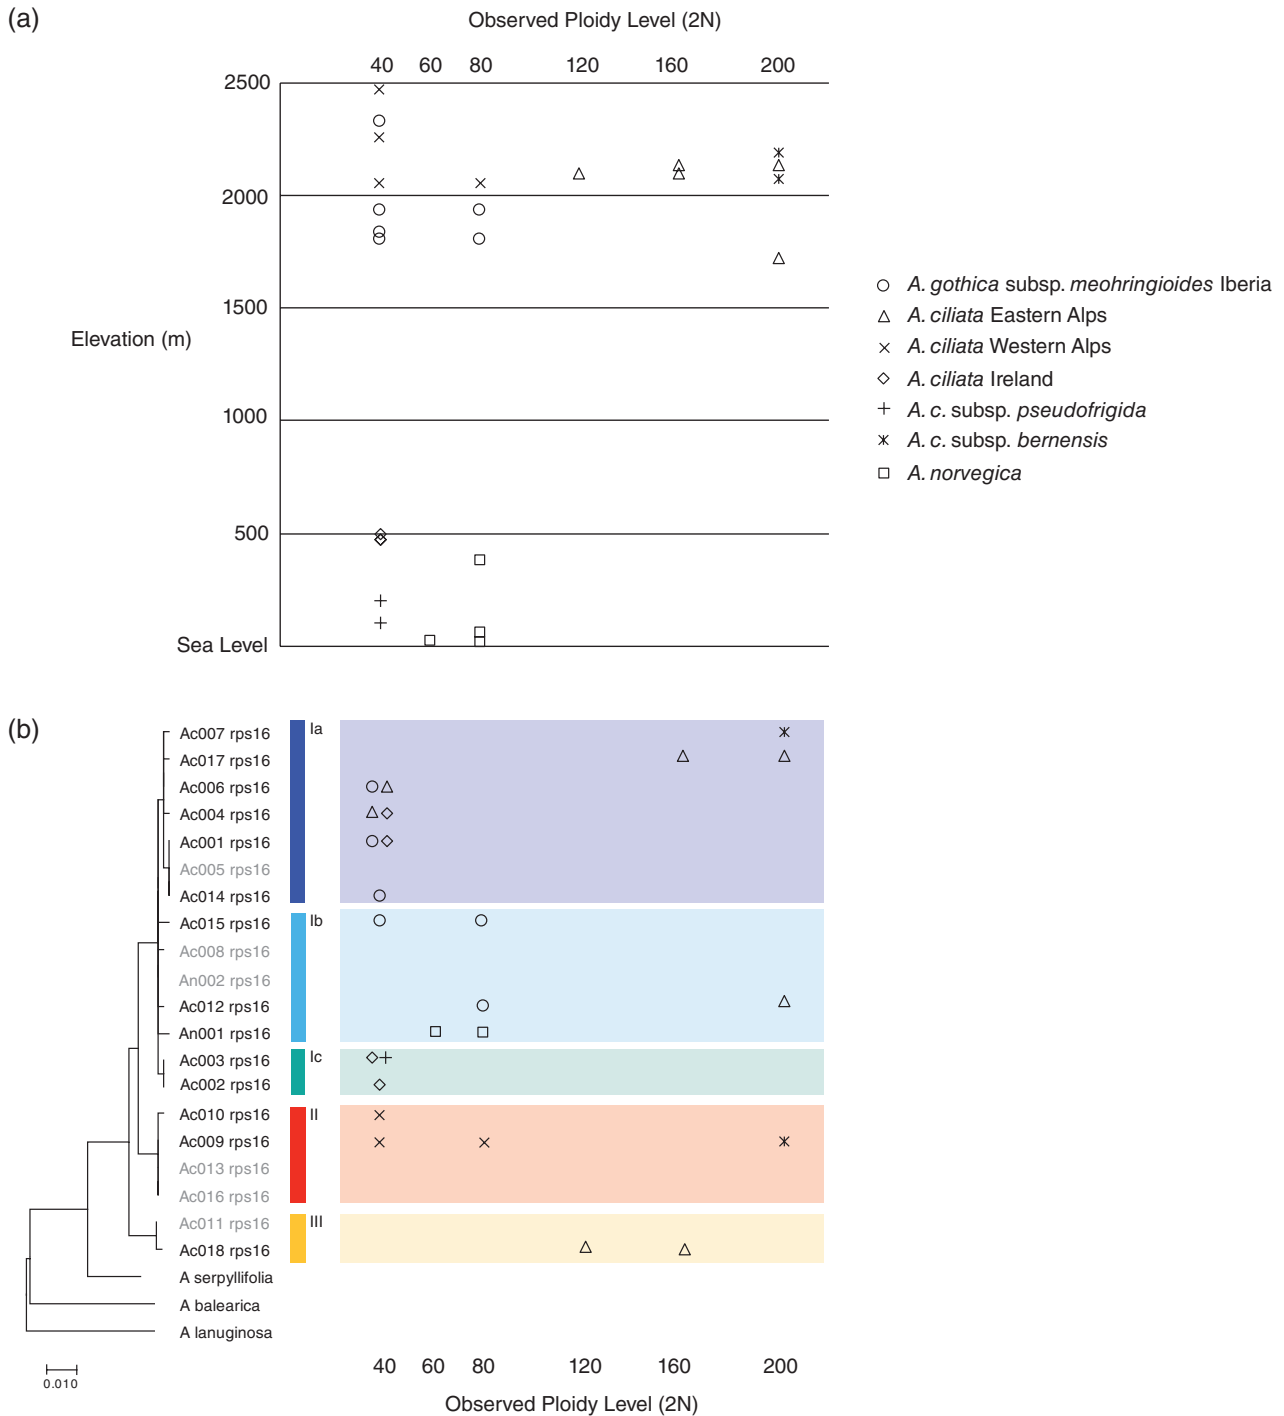 (a)
Observed Ploidy Level (2N)
40 60 80 120 160 200
2500
2000
1500
1000
500
Sea Level
Elevation (m)
A. gothica subsp. meohringioides Iberia
A. ciliata Eastern Alps
A. ciliata Western Alps
A. ciliata Ireland
A. c. subsp. pseudofrigida
A. c. subsp. bernensis
A. norvegica
(b)
Ac007 rps16
Ac017 rps16
Ac006 rps16
Ac004 rps16
Ac001 rps16
Ac005 rps16
Ac014 rps16
Ac015 rps16
Ac008 rps16
An002 rps16
Ac012 rps16
An001 rps16
Ac003 rps16
Ac002 rps16
Ac010 rps16
Ac009 rps16
Ac013 rps16
Ac016 rps16
Ac011 rps16
Ac018 rps16
A serpyllifolia
A balearica
A lanuginosa
Ia
Ib
Ic
II
III
0.010
40 60 80 120 160 200
Observed Ploidy Level (2N)